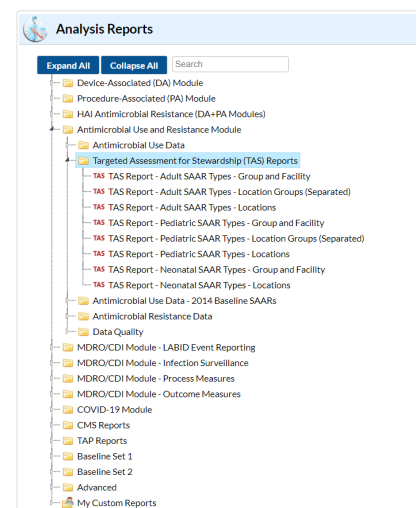 Analysis Reports
Expand All Collapse All Search
Device-Associated (DA) Module
Procedure-Associated (PA) Module
HAI Antimicrobial Resistance (DA+PA Modules)
Antimicrobial Use and Resistance Module
Antimicrobial Use Data
Targeted Assessment for Stewardship (TAS) Reports
TAS TAS Report - Adult SAAR Types - Group and Facility
TAS TAS Report - Adult SAAR Types - Location Groups (Separated)
TAS TAS Report - Adult SAAR Types - Locations
TAS TAS Report - Pediatric SAAR Types - Group and Facility
TAS TAS Report - Pediatric SAAR Types - Location Groups (Separated)
TAS TAS Report - Pediatric SAAR Types - Locations
TAS TAS Report - Neonatal SAAR Types - Group and Facility
TAS TAS Report - Neonatal SAAR Types - Locations
Antimicrobial Use Data - 2014 Baseline SAARs
Antimicrobial Resistance Data
Data Quality
MDRO/CDI Module - LABID Event Reporting
MDRO/CDI Module - Infection Surveillance
MDRO/CDI Module - Process Measures
MDRO/CDI Module - Outcome Measures
COVID-19 Module
CMS Reports
TAP Reports
Baseline Set 1
Baseline Set 2
Advanced
My Custom Reports